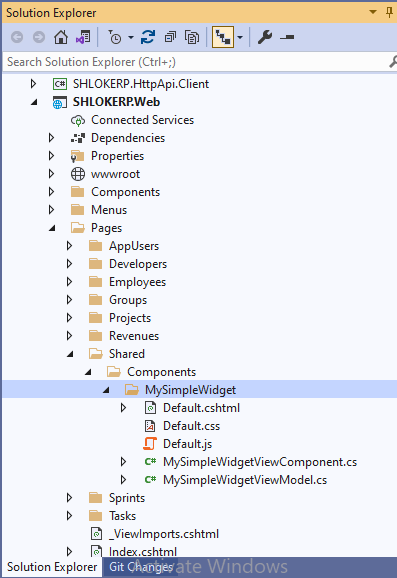 Solution Explorer
Search Solution Explorer (Ctrl+;)
C# SHLOKERP.HttpApi.Client
SHLOKERP.Web
Connected Services
Dependencies
Properties
wwwroot
Components
Menus
Pages
AppUsers
Developers
Employees
Groups
Projects
Revenues
Shared
Components
MySimpleWidget
Default.cshtml
Default.css
Default.js
C# MySimpleWidgetViewComponent.cs
C# MySimpleWidgetViewModel.cs
Sprints
Tasks
_ViewImports.cshtml
Index.cshtml
Solution Explorer Git Changes
Activate Windows